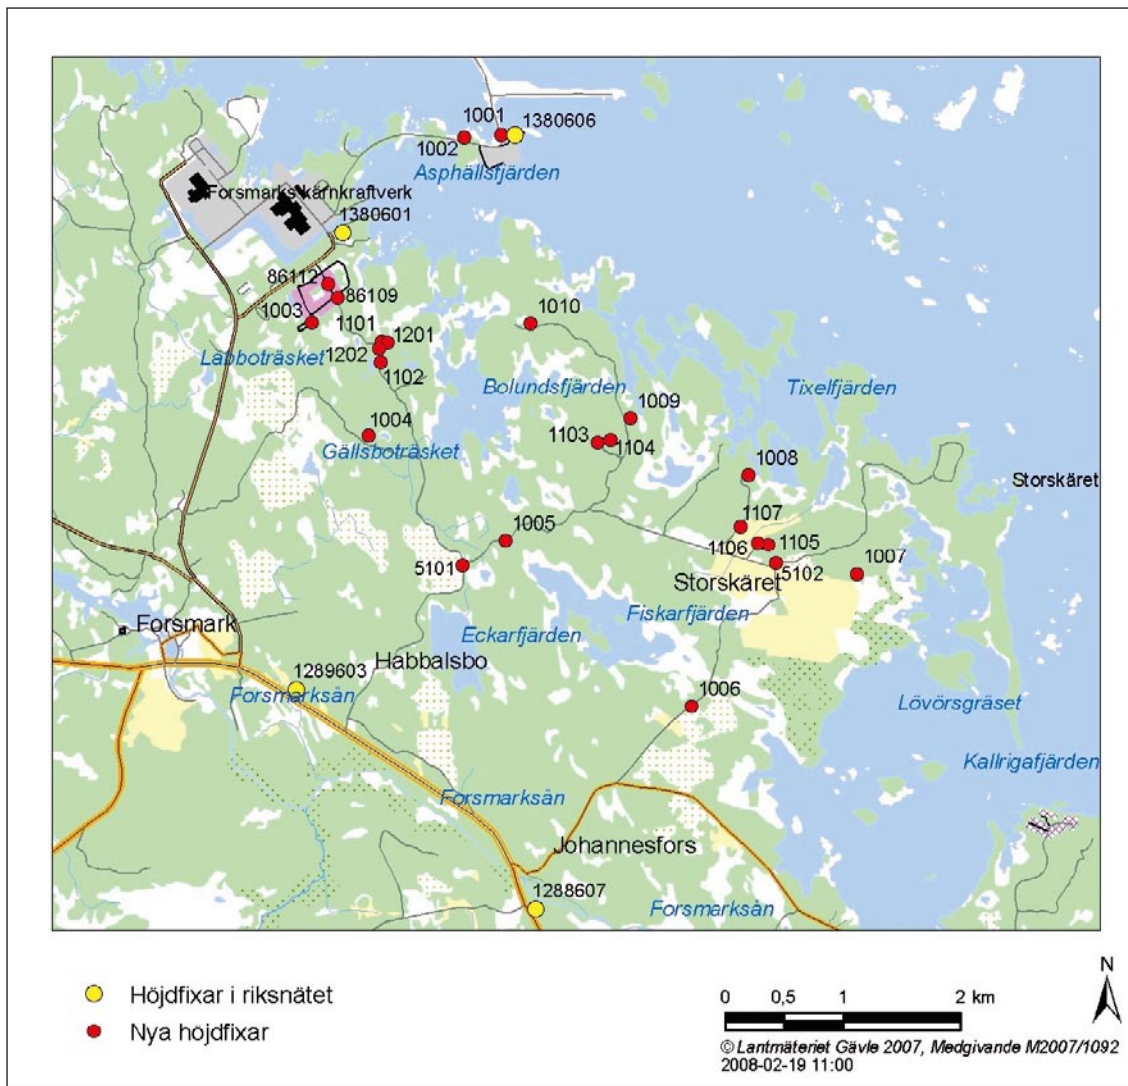 1001
1380606
1002
Asphällsfjärden
Forsmarks kärnkraftverk
1380601
86112
86109
1003
1101
1201
1202
1102
1010
Labboträsket
Bolundsfjärden
Tixelfjärden
1009
1004
1103
1104
Gällsboträsket
1008
Storskäret
1107
1005
1106
1105
1007
5101
5102
Storskäret
Fiskarfjärden
Forsmark
Eckarfjärden
Habbalsbo
1289603
Forsmarksån
1006
Lövörsgräset
Kallrigafjärden
Forsmarksån
Johannesfors
1288607
Forsmarksån
Höjdfixar i riksnätet
Nya höjdfixar
N
0 0,5 1 2 km
© Lantmäteriet Gävle 2007, Medgivande M2007/1092
2008-02-19 11:00